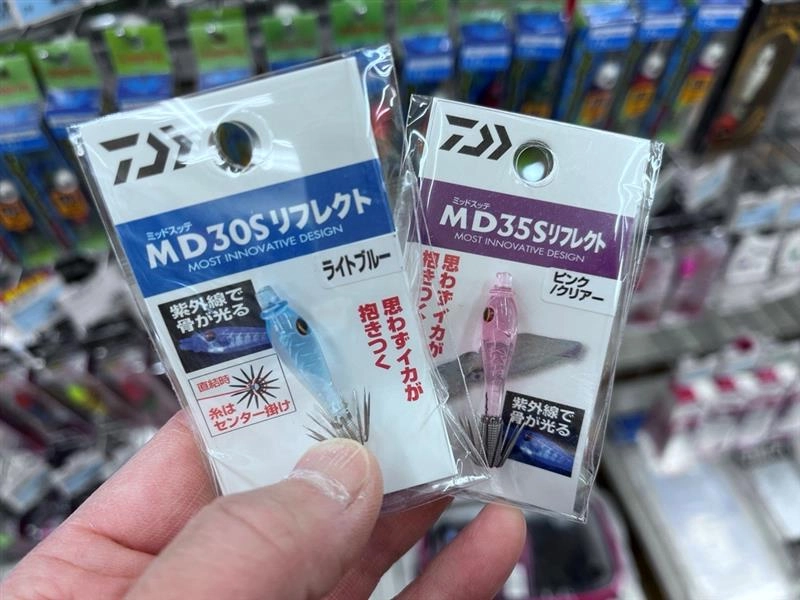 ミッドスッテ
MD30Sリフレクト
MOST INNOVATIVE DESIGN
ライトブルー
紫外線で
骨が光る
思わずイカが
抱きつく
直結時
糸は
センター掛け
ミッドスッテ
MD35Sリフレクト
MOST INNOVATIVE DESIGN
ピンク
/クリアー
思わずイカが
抱きつく
紫外線で
骨が光る